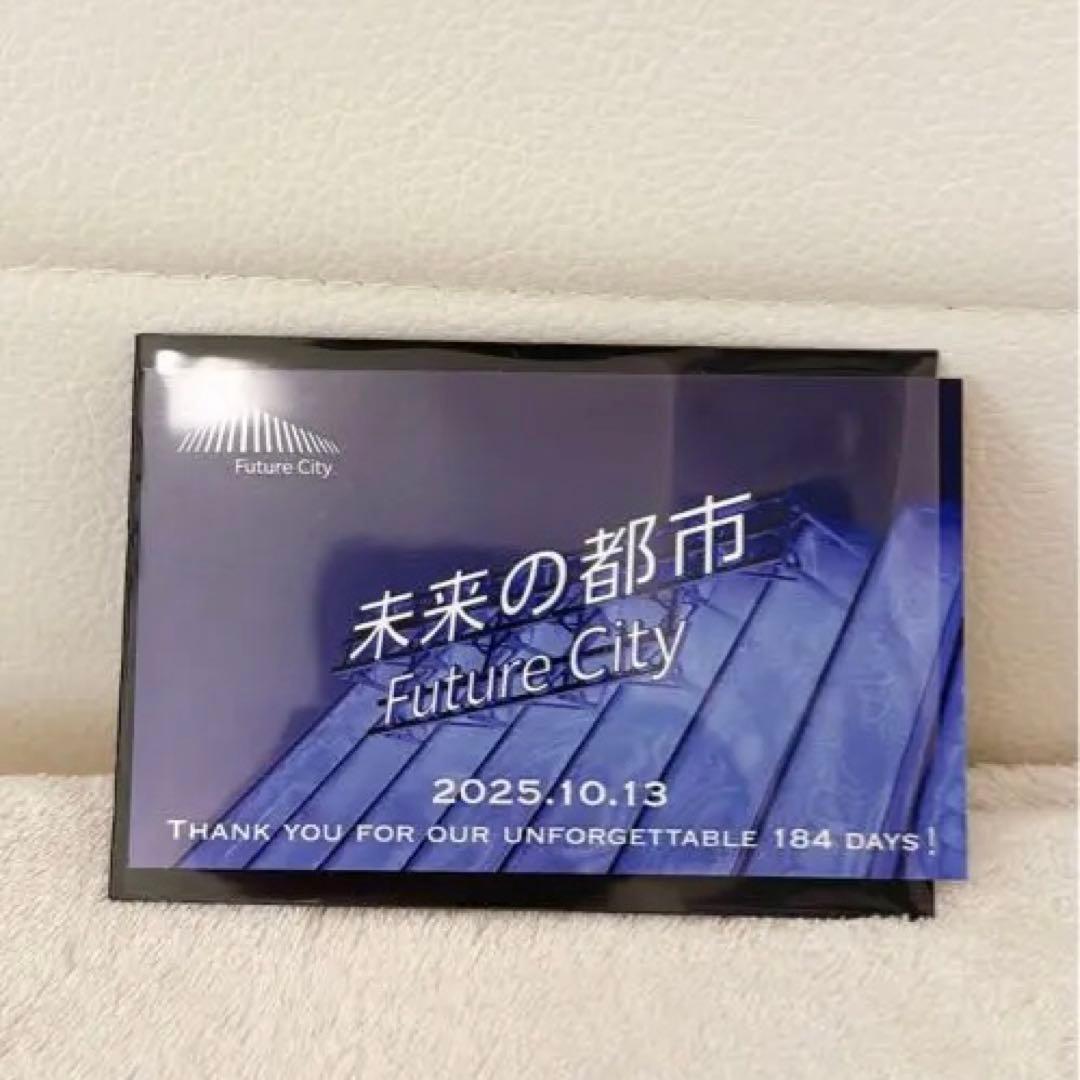 Future City
未来の都市
Future City
2025.10.13
THANK YOU FOR OUR UNFORGETTABLE 184 DAYS!